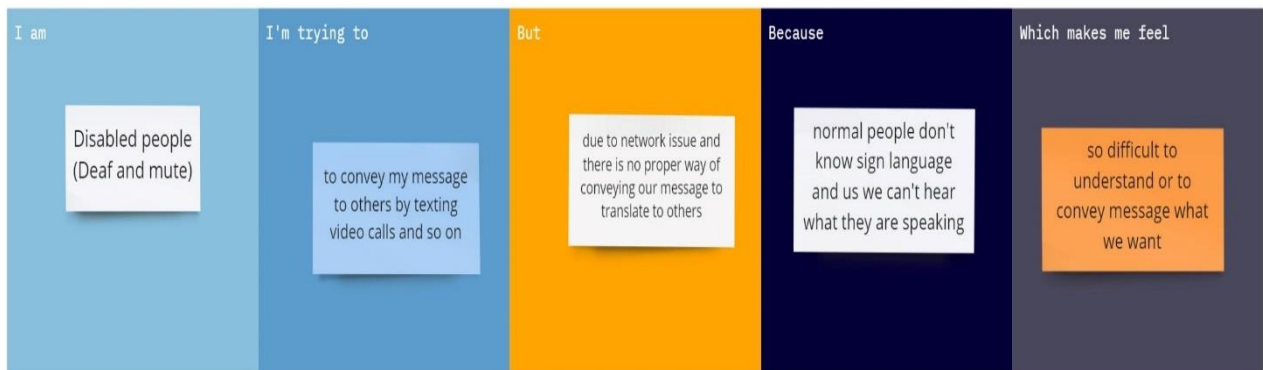 I am
Disabled people
(Deaf and mute)
I'm trying to
to convey my message
to others by texting
video calls and so on
But
due to network issue and
there is no proper way of
conveying our message to
translate to others
Because
normal people don't
know sign language
and us we can't hear
what they are speaking
Which makes me feel
so difficult to
understand or to
convey message what
we want